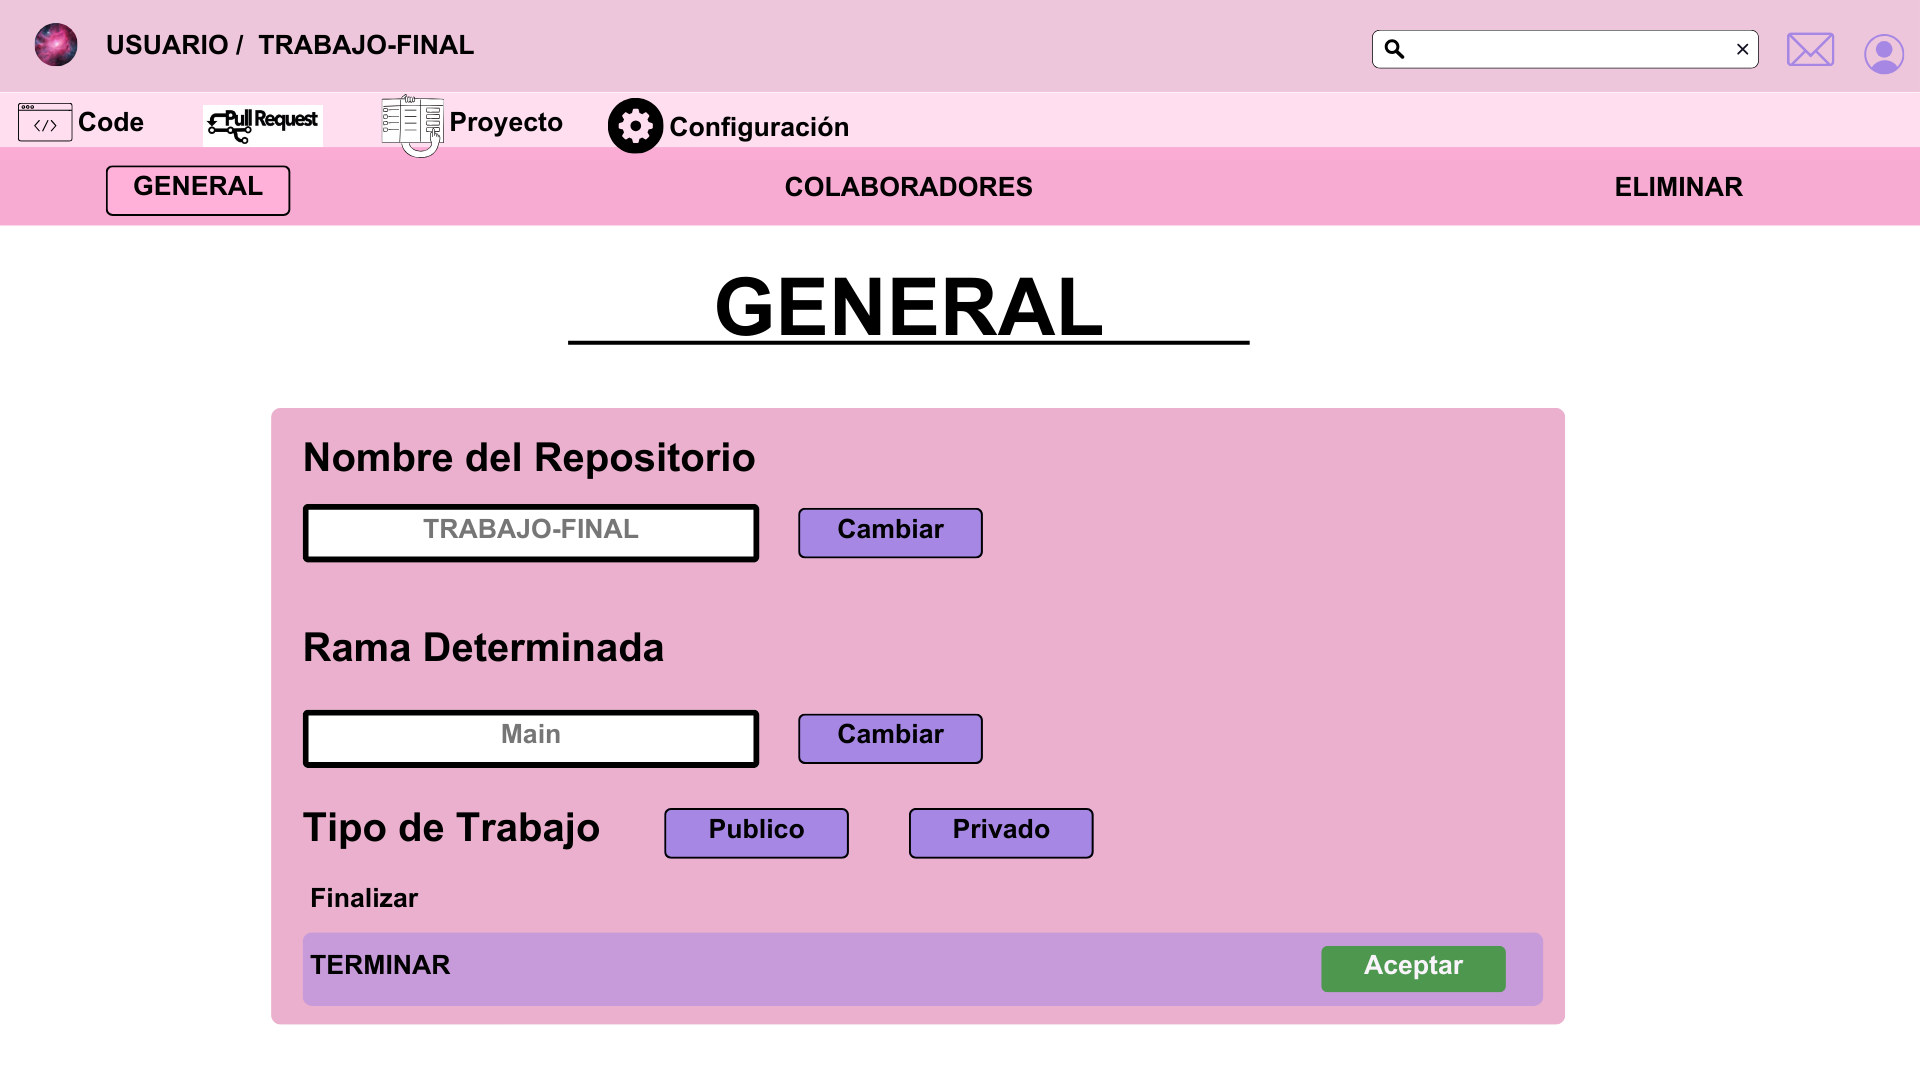 USUARIO / TRABAJO-FINAL
Code
Pull Request
Proyecto
Configuración
GENERAL
COLABORADORES
ELIMINAR
GENERAL
Nombre del Repositorio
TRABAJO-FINAL
Cambiar
Rama Determinada
Main
Cambiar
Tipo de Trabajo
Publico
Privado
Finalizar
TERMINAR
Aceptar